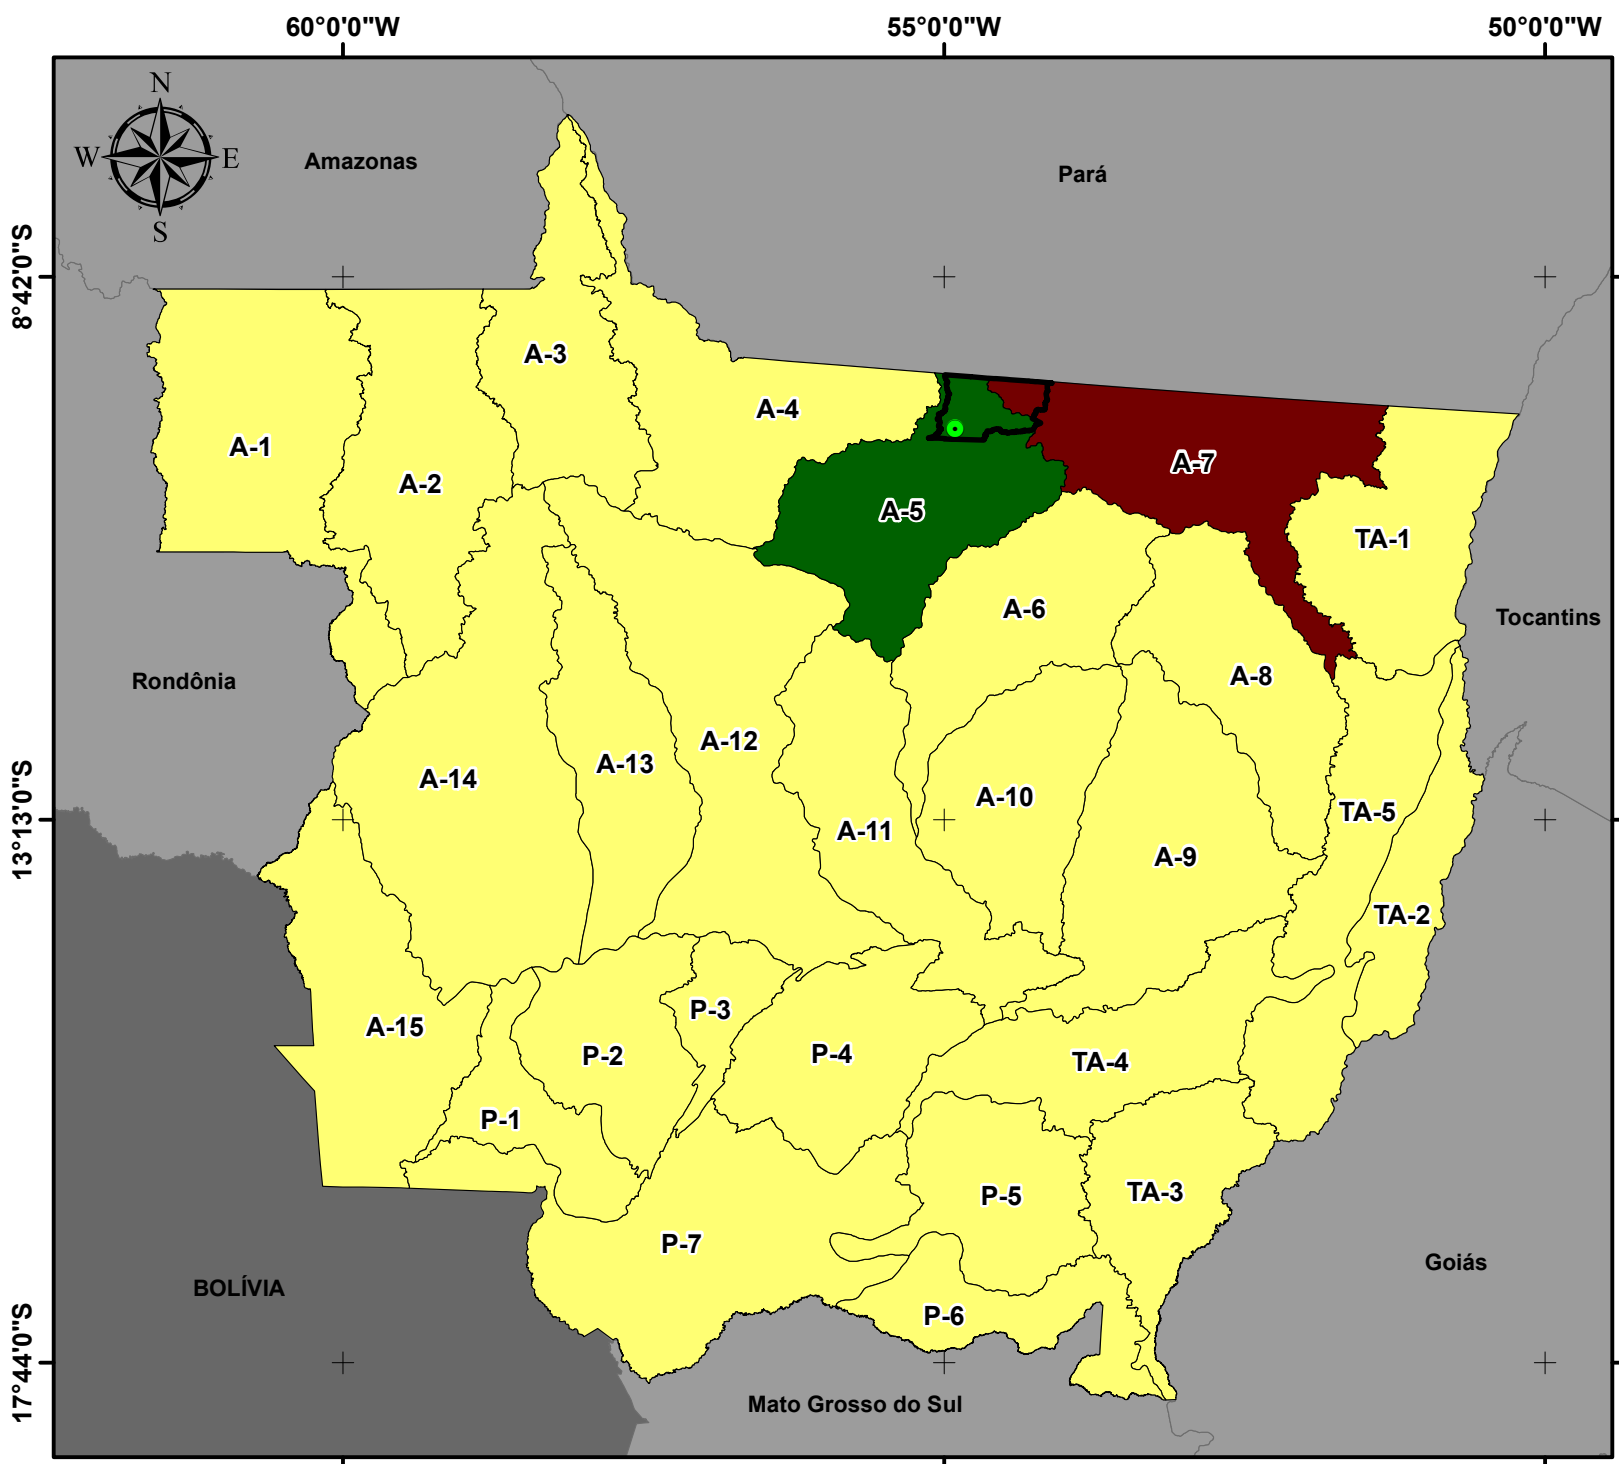 60°0'0"W
55°0'0"W
50°0'0"W
N
W
E
S
Amazonas
Pará
8°42'0"S
A-3
A-4
A-1
A-7
A-2
A-5
TA-1
A-6
Tocantins
Rondônia
A-8
A-12
A-13
A-14
A-10
TA-5
A-11
13°13'0"S
A-9
TA-2
P-3
A-15
P-4
P-2
TA-4
P-1
P-5
TA-3
P-7
Goiás
BOLÍVIA
P-6
17°44'0"S
Mato Grosso do Sul